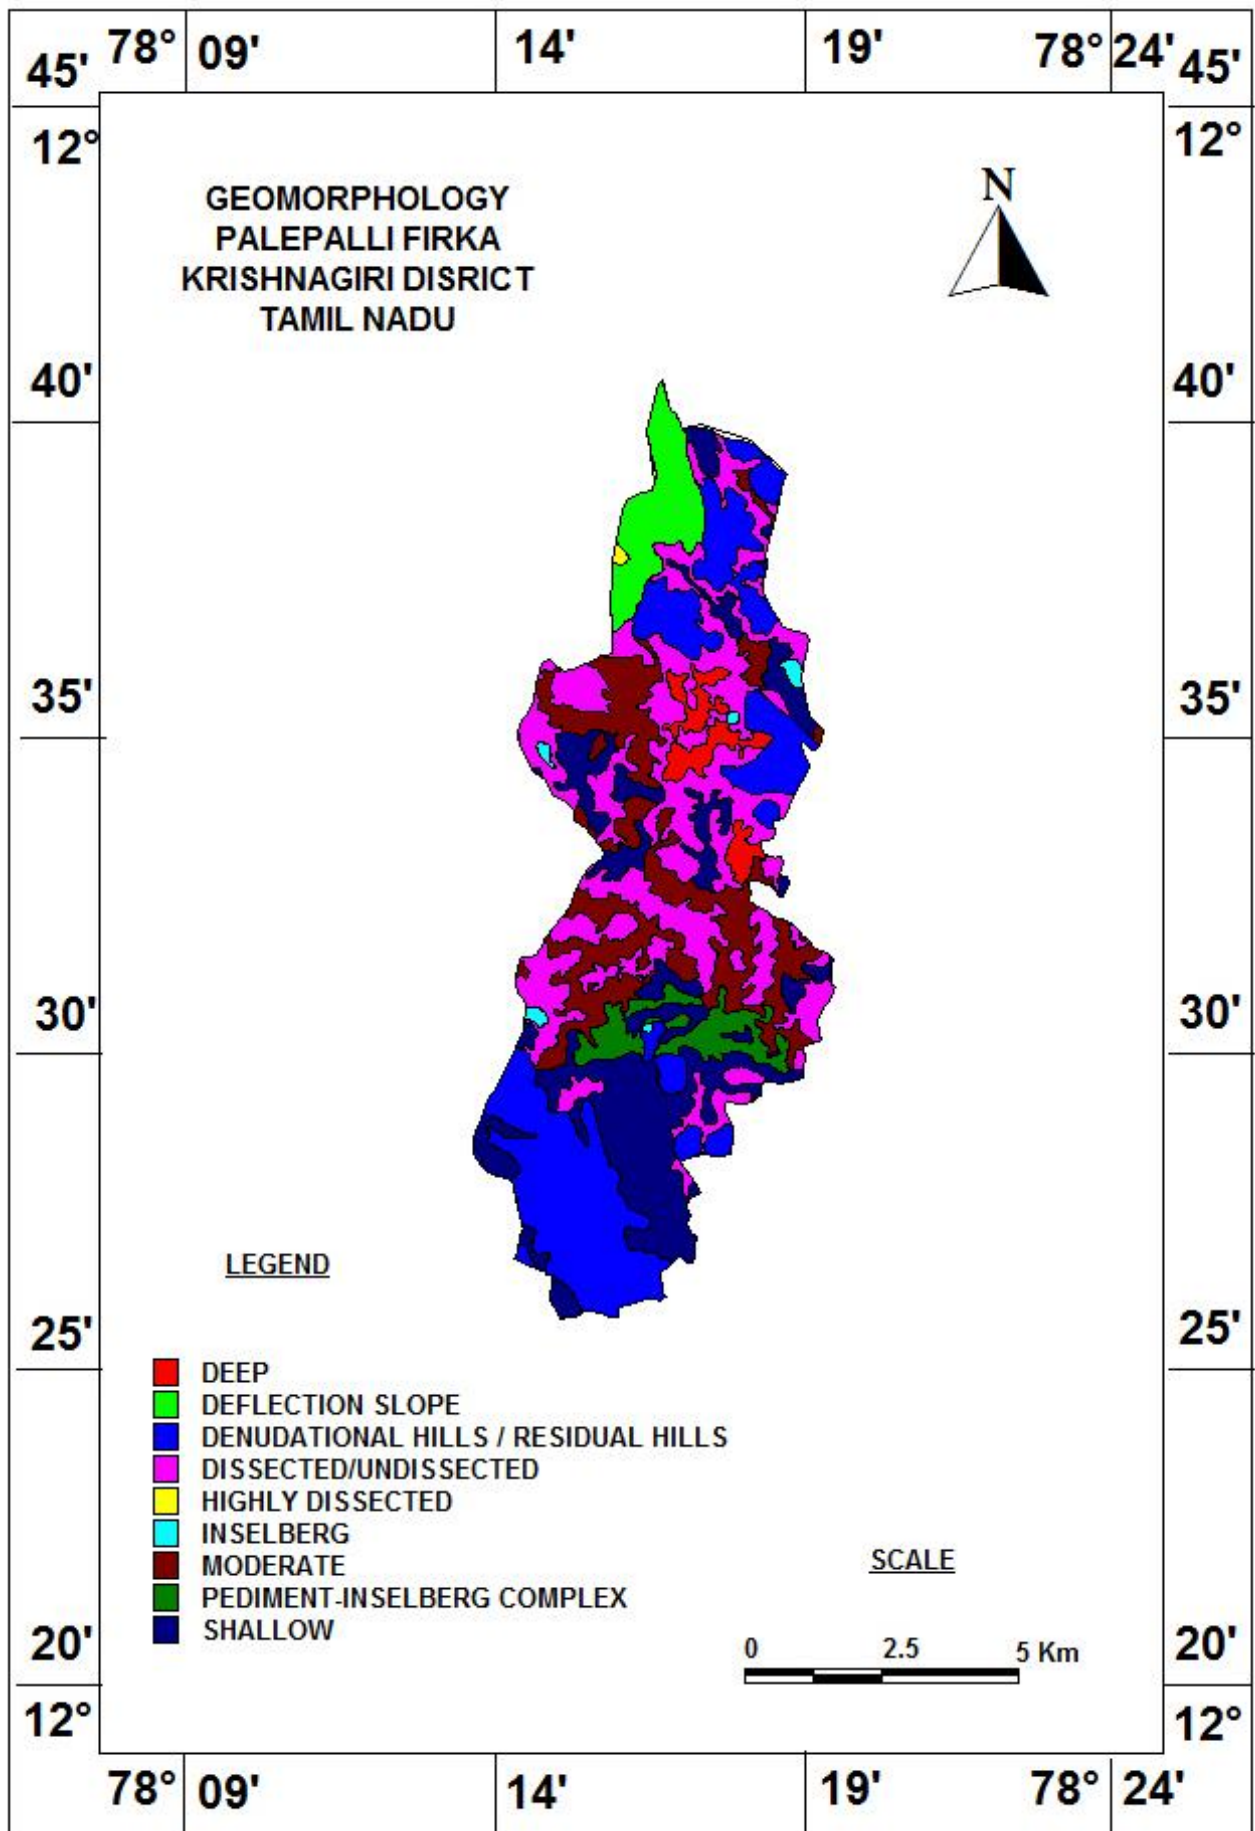 78° 09' 14' 19' 78° 24'
45' 45'
12° 12°
GEOMORPHOLOGY
PALEPALLI FIRKA
KRISHNAGIRI DISRICT
TAMIL NADU
N
40' 40'
35' 35'
30' 30'
LEGEND
25' 25'
DEEP
DEFLECTION SLOPE
DENUDATIONAL HILLS / RESIDUAL HILLS
DISSECTED/UNDISSECTED
HIGHLY DISSECTED
INSELBERG
MODERATE
PEDIMENT-INSELBERG COMPLEX
SHALLOW
SCALE
0 2.5 5 Km
20' 20'
12° 12°
78° 09' 14' 19' 78° 24'